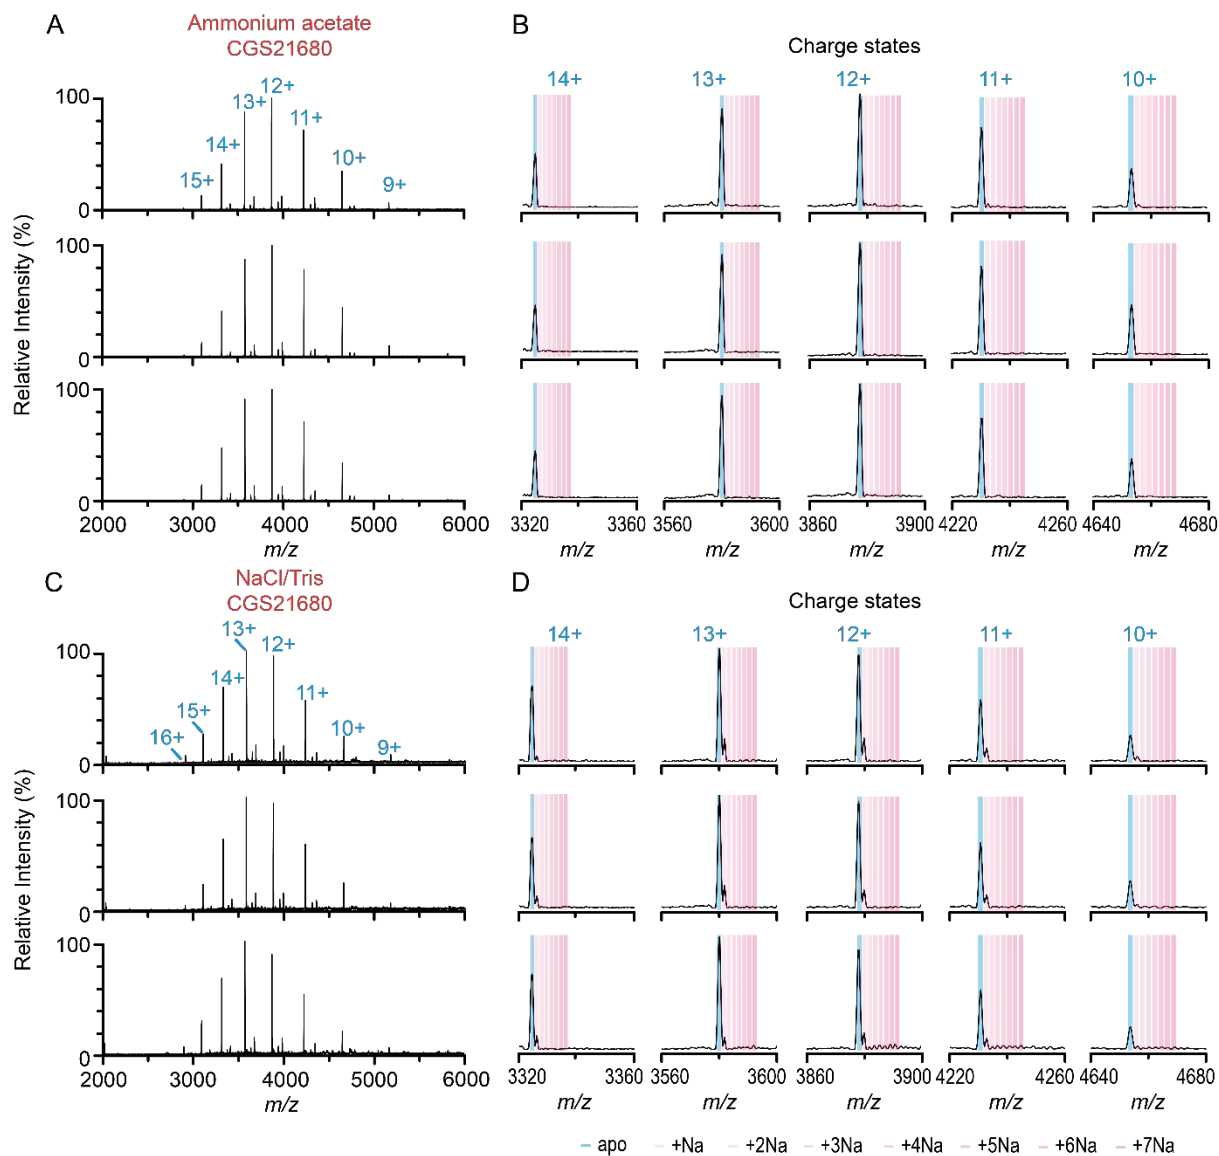 A
Ammonium acetate
CGS21680
B
Charge states
14+ 13+ 12+ 11+ 10+
Relative Intensity (%)
100
0
15+ 14+ 13+ 12+ 11+ 10+ 9+
100
0
100
0
2000 3000 4000 5000 6000
m/z
3320 3360 3560 3600 3860 3900 4220 4260 4640 4680
m/z m/z m/z m/z m/z
C
NaCl/Tris
CGS21680
D
Charge states
14+ 13+ 12+ 11+ 10+
Relative Intensity (%)
100
0
16+ 15+ 14+ 13+ 12+ 11+ 10+ 9+
100
0
100
0
2000 3000 4000 5000 6000
m/z
3320 3360 3560 3600 3860 3900 4220 4260 4640 4680
m/z m/z m/z m/z m/z
apo +Na +2Na +3Na +4Na +5Na +6Na +7Na